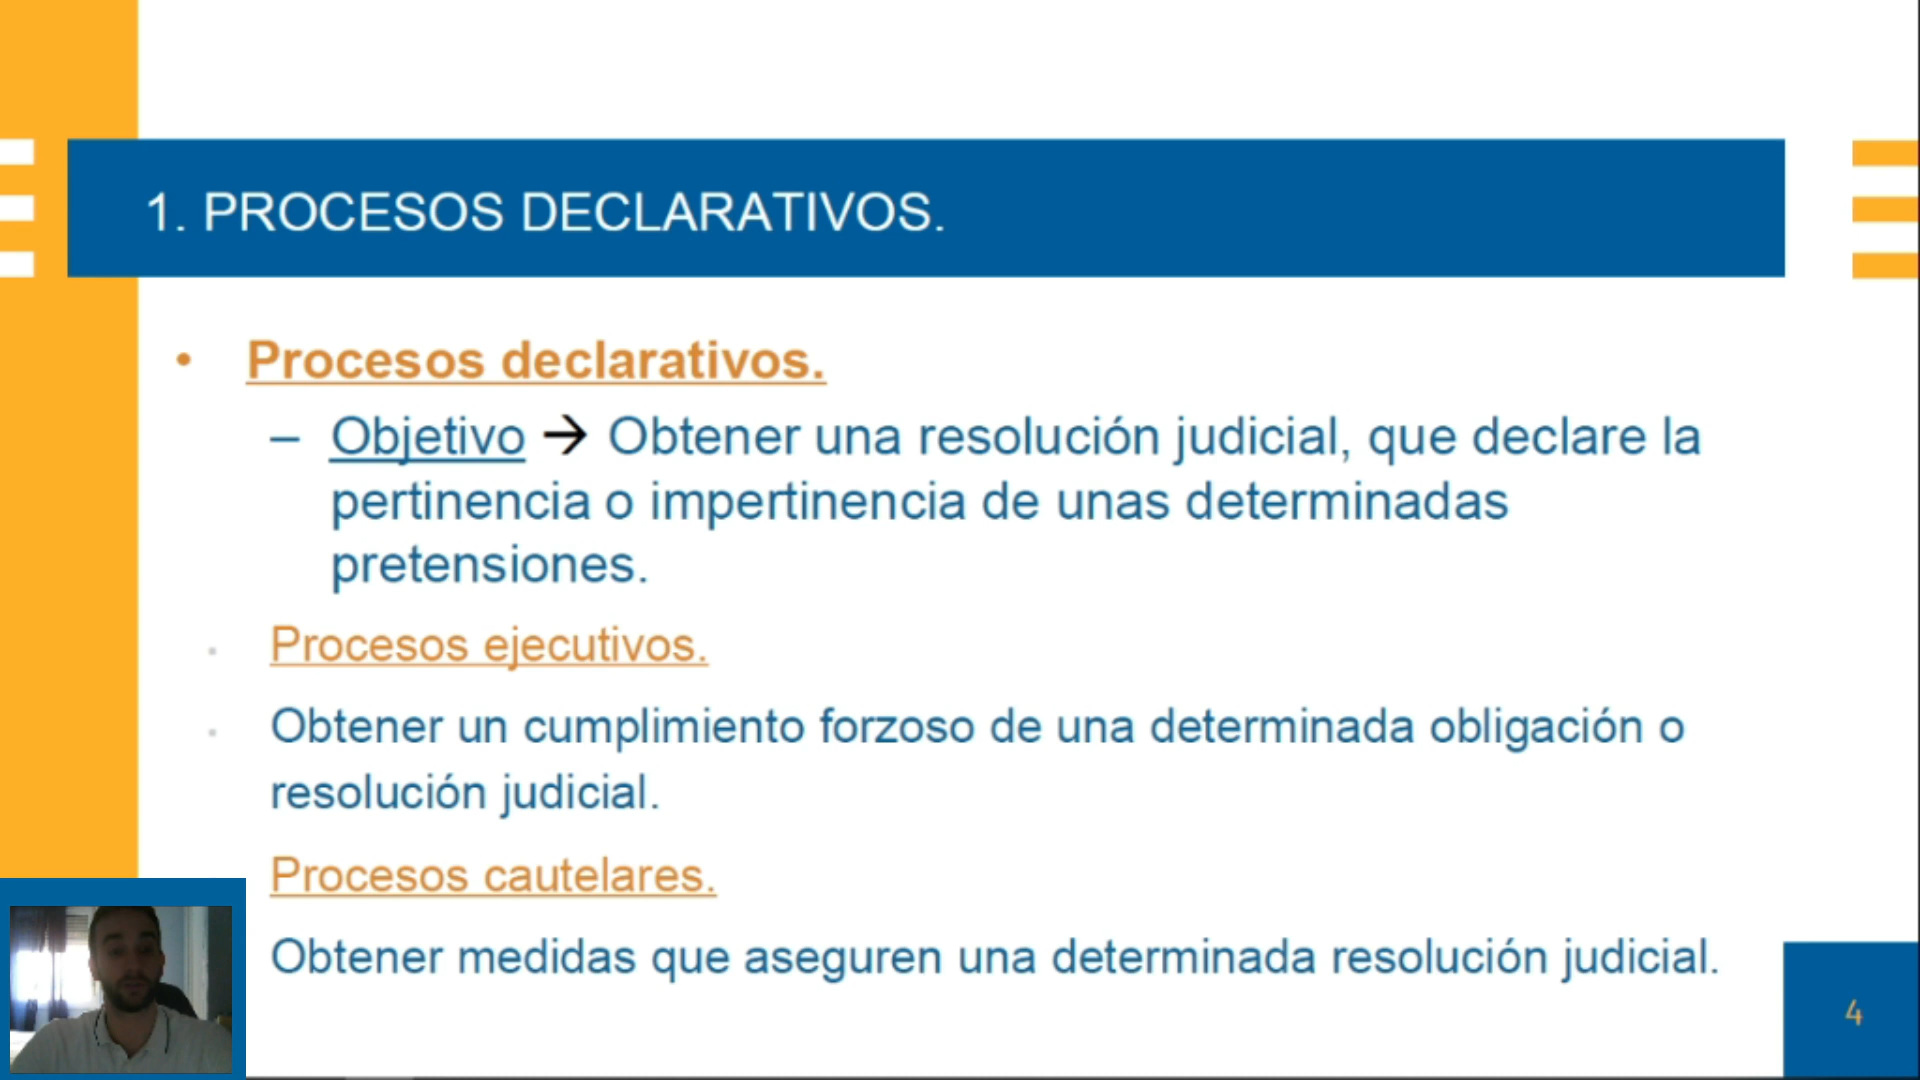 1. PROCESOS DECLARATIVOS.
• Procesos declarativos.
– Objetivo → Obtener una resolución judicial, que declare la
pertinencia o impertinencia de unas determinadas
pretensiones.
Procesos ejecutivos.
Obtener un cumplimiento forzoso de una determinada obligación o
resolución judicial.
Procesos cautelares.
Obtener medidas que aseguren una determinada resolución judicial.
4